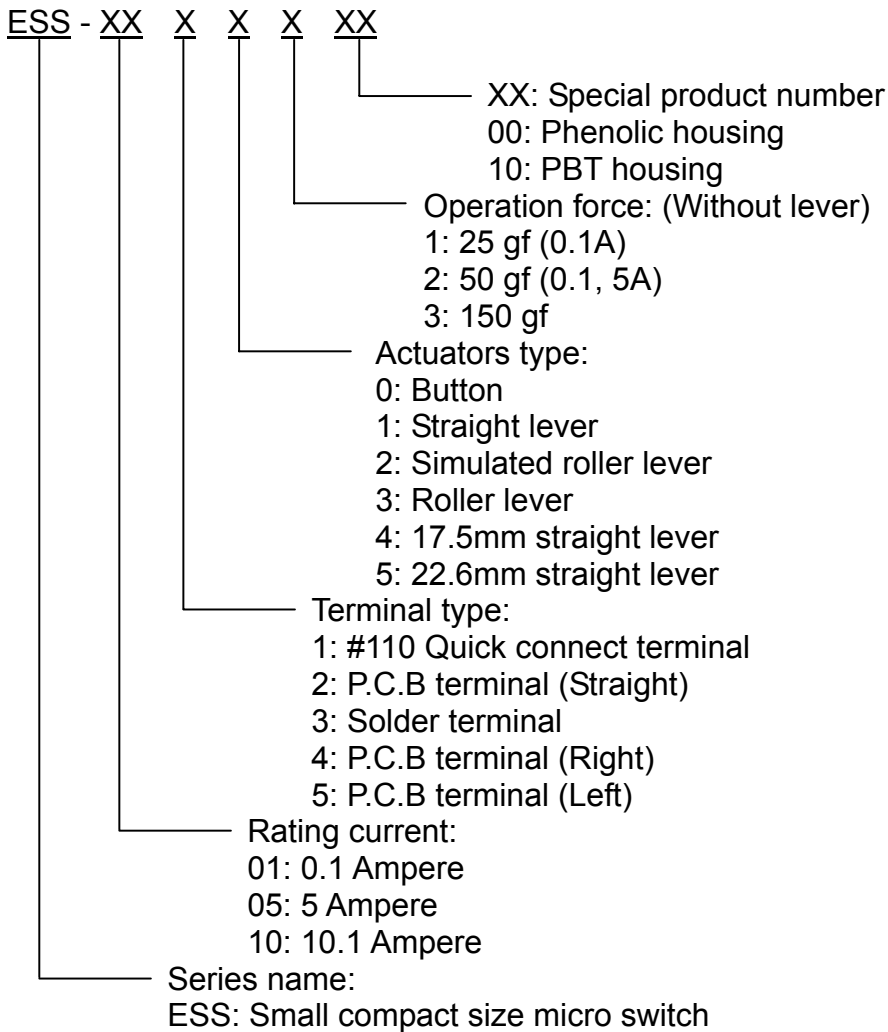 ESS - XX X X X XX
XX: Special product number
00: Phenolic housing
10: PBT housing
Operation force: (Without lever)
1: 25 gf (0.1A)
2: 50 gf (0.1, 5A)
3: 150 gf
Actuators type:
0: Button
1: Straight lever
2: Simulated roller lever
3: Roller lever
4: 17.5mm straight lever
5: 22.6mm straight lever
Terminal type:
1: #110 Quick connect terminal
2: P.C.B terminal (Straight)
3: Solder terminal
4: P.C.B terminal (Right)
5: P.C.B terminal (Left)
Rating current:
01: 0.1 Ampere
05: 5 Ampere
10: 10.1 Ampere
Series name:
ESS: Small compact size micro switch